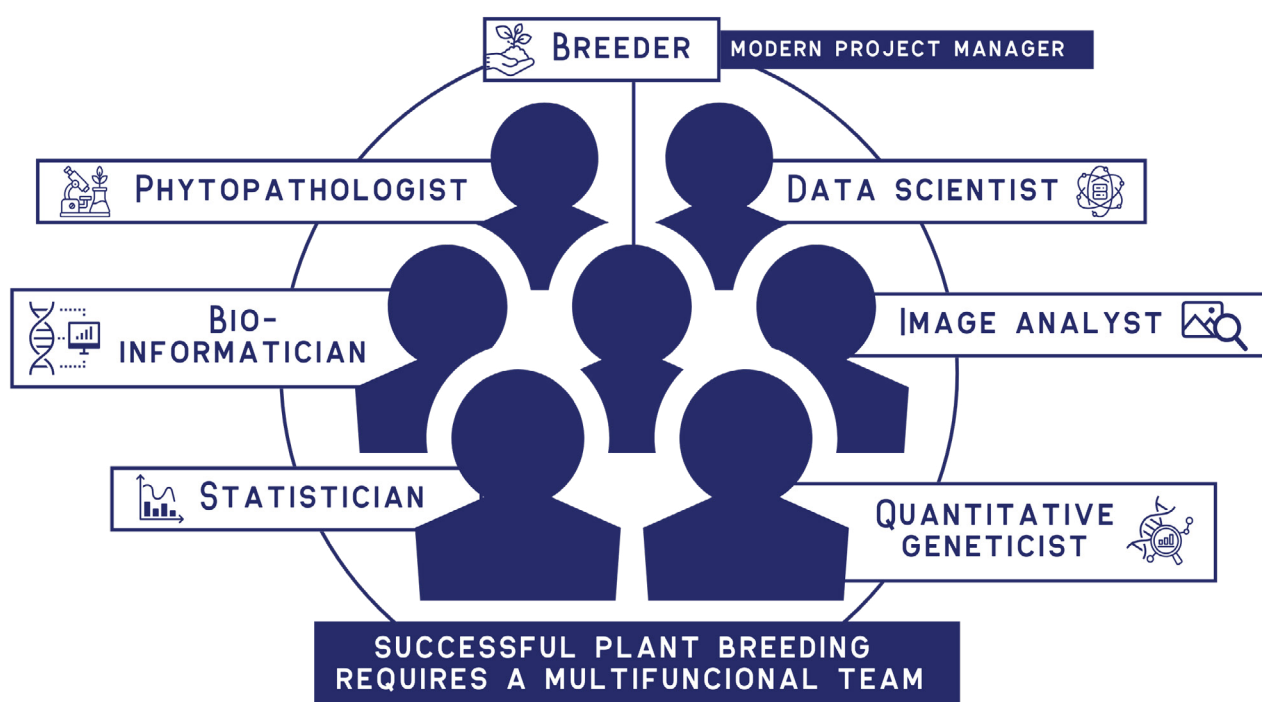 BREEDER
MODERN PROJECT MANAGER
PHYTOPATHOLOGIST
DATA SCIENTIST
BIO-
INFORMATICIAN
IMAGE ANALYST
STATISTICIAN
QUANTITATIVE
GENETICIST
SUCCESSFUL PLANT BREEDING
REQUIRES A MULTIFUNCIONAL TEAM